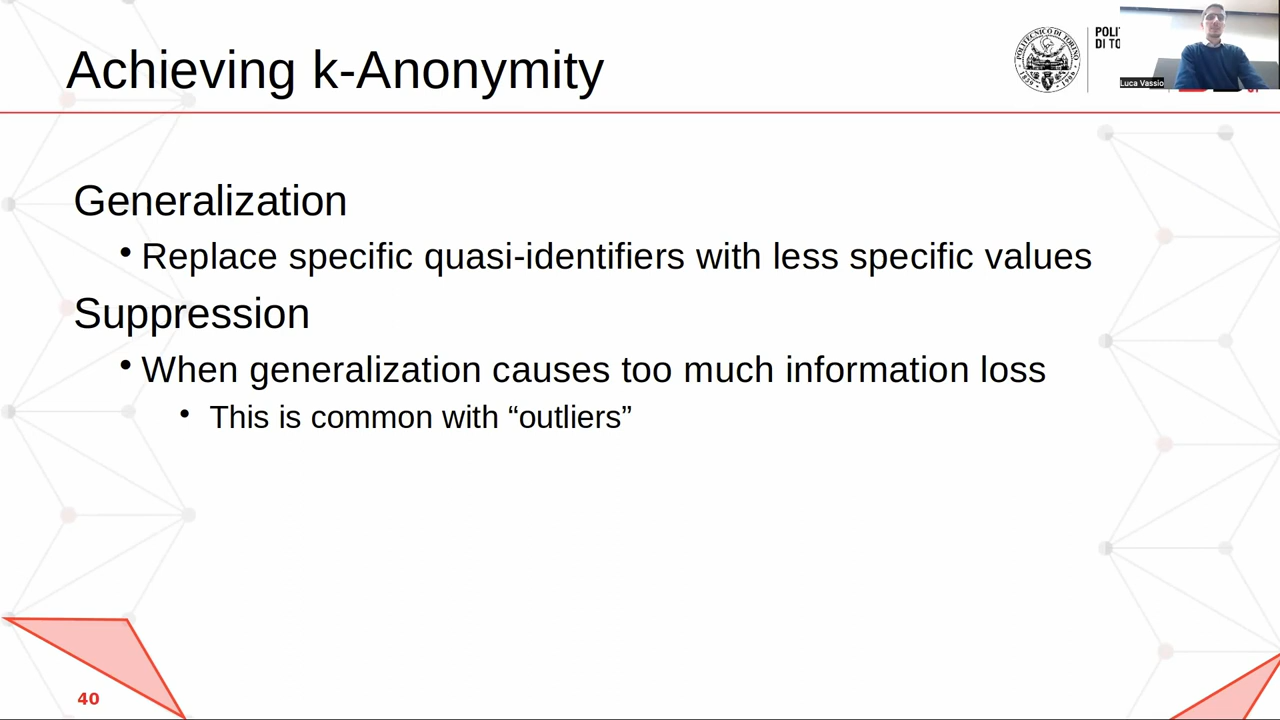 Achieving k-Anonymity
POLI
DI TO
Luca Vassio
Generalization
• Replace specific quasi-identifiers with less specific values
Suppression
• When generalization causes too much information loss
• This is common with “outliers”
40